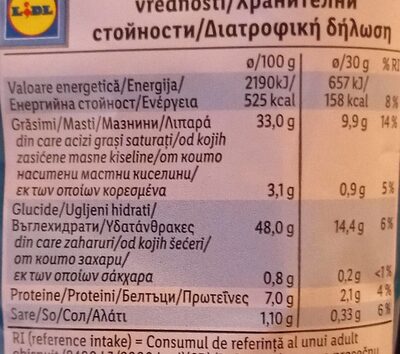 LIDL
vrednosti/Хранителни
стойности/Διατροφική δήλωση
ø/100 g ø/30 g %RI
Valoare energetică/Energija/ 2190kJ/ 657 kJ/
Енергийна стойност/Ενέργεια 525 kcal 158 kcal 8%
Grăsimi/Masti/Мазнини/Λιπαρά 33,0 g 9,9 g 14%
din care acizi grași saturați/od kojih
zasićene masne kiseline/от които
наситени мастни киселини/
εκ των οποίων κορεσμένα 3,1 g 0,9 g 5%
Glucide/Ugljeni hidrati/
Въглехидрати/Υδατάνθρακες 48,0 g 14,4 g 6%
din care zaharuri/od kojih šećeri/
от които захари/
εκ των οποίων σάκχαρα 0,8 g 0,2 g <1%
Proteine/Proteini/Белтъци/Πρωτεΐνες 7,0 g 2,1 g 4%
Sare/So/Сол/Αλάτι 1,10 g 0,33 g 6%
RI (reference intake) = Consumul de referință al unui adult